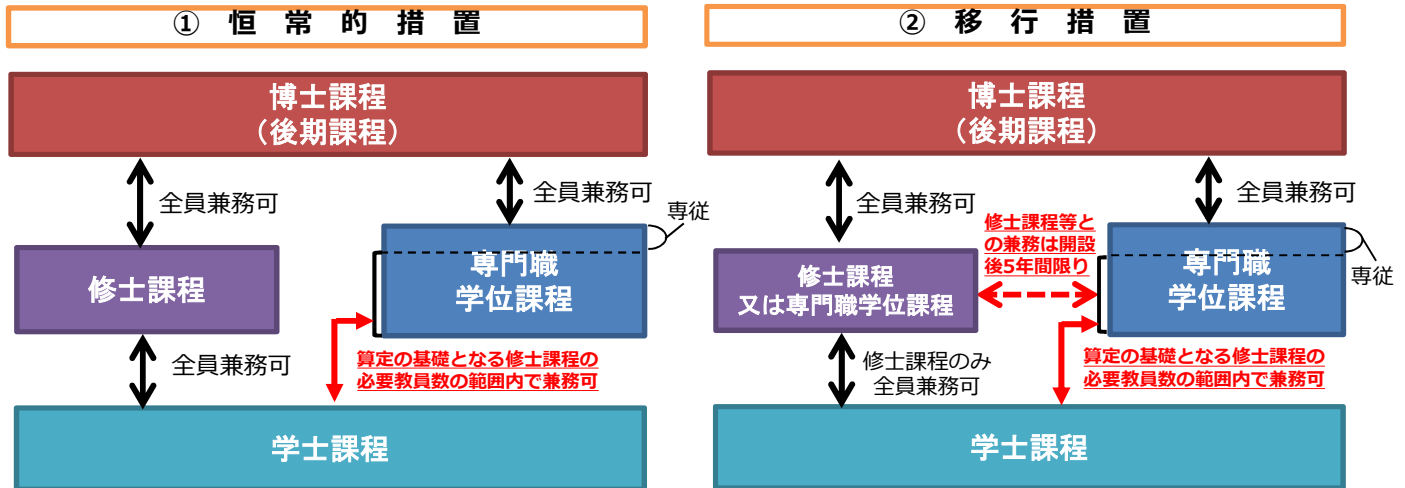 ① 恒 常 的 措 置
博士課程
（後期課程）
全員兼務可
全員兼務可
専従
修士課程
専門職
学位課程
全員兼務可
算定の基礎となる修士課程の
必要教員数の範囲内で兼務可
学士課程
② 移 行 措 置
博士課程
（後期課程）
全員兼務可
全員兼務可
修士課程等と
の兼務は開設
後5年間限り
専従
修士課程
又は専門職学位課程
専門職
学位課程
修士課程のみ
全員兼務可
算定の基礎となる修士課程の
必要教員数の範囲内で兼務可
学士課程